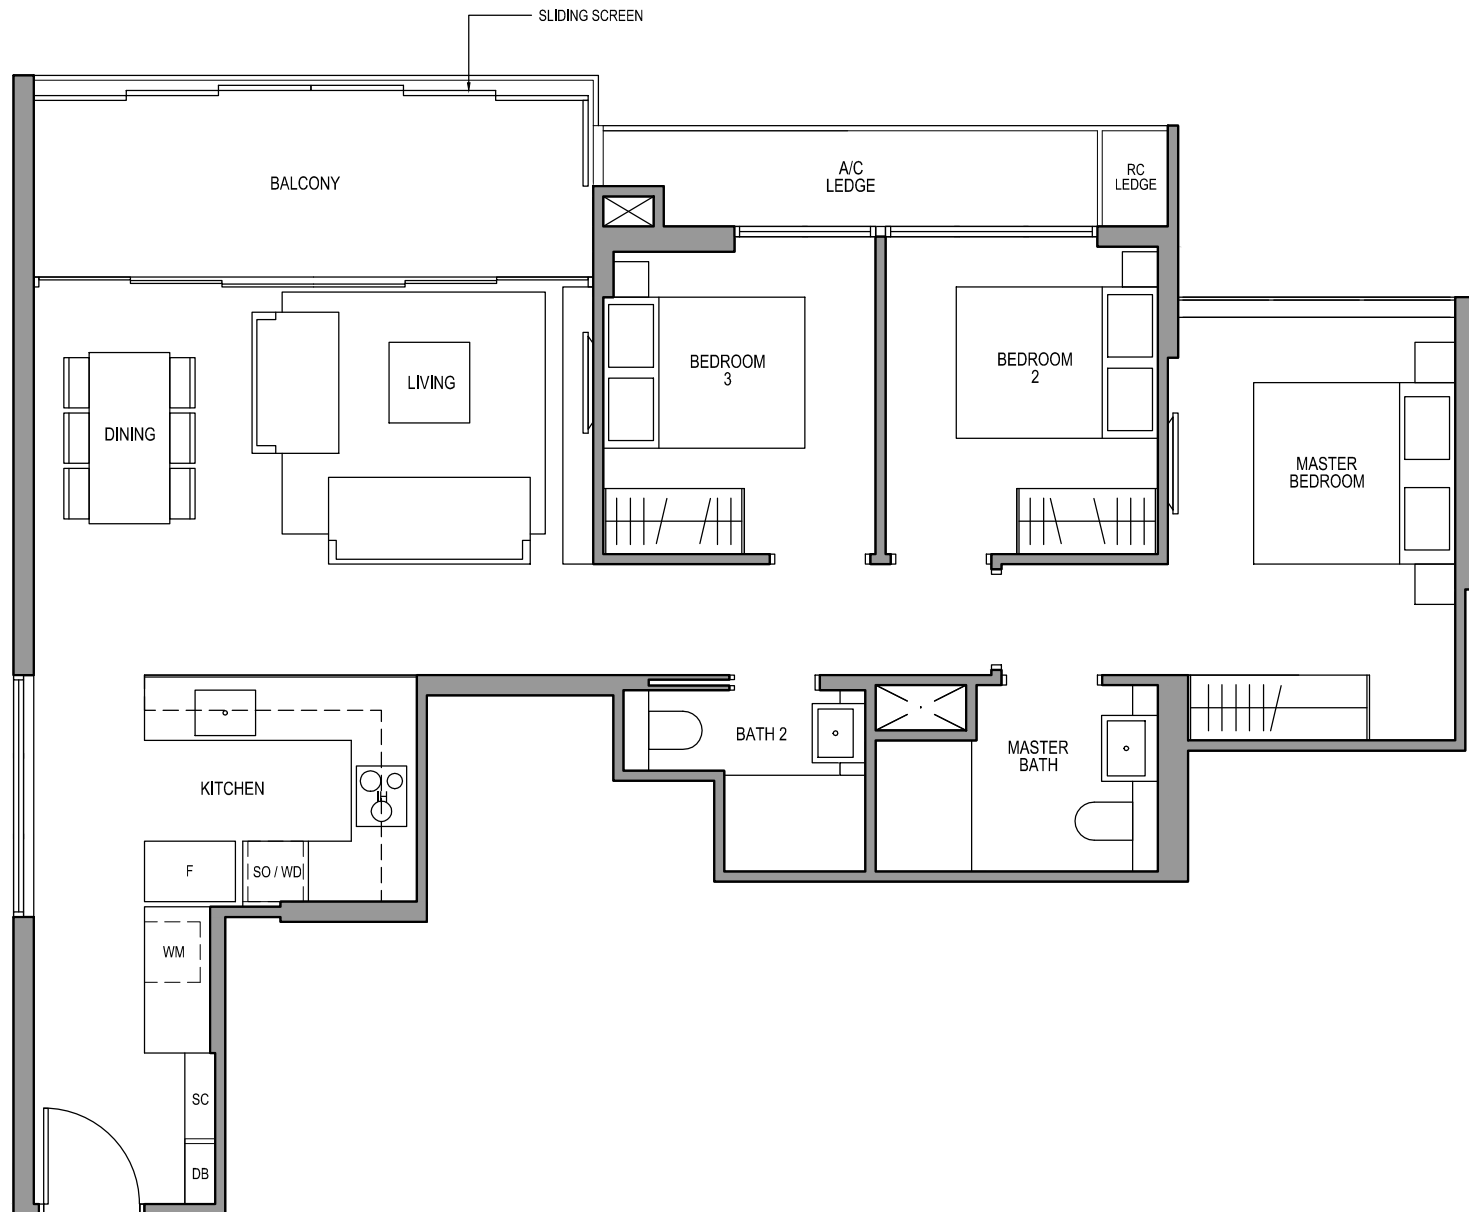 SLIDING SCREEN
BALCONY
A/C
LEDGE
RC
LEDGE
BEDROOM
3
BEDROOM
2
LIVING
DINING
MASTER
BEDROOM
BATH 2
MASTER
BATH
KITCHEN
F
SO / WD
WM
SC
DB